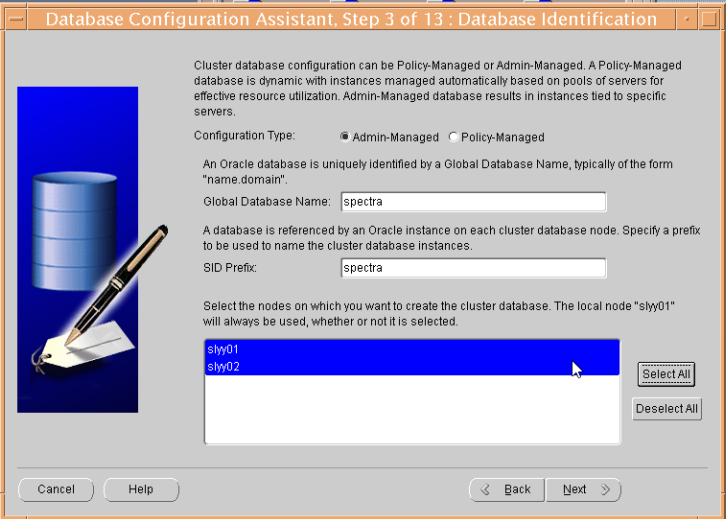 Database Configuration Assistant, Step 3 of 13 : Database Identification
Cluster database configuration can be Policy-Managed or Admin-Managed. A Policy-Managed
database is dynamic with instances managed automatically based on pools of servers for
effective resource utilization. Admin-Managed database results in instances tied to specific
servers.
Configuration Type: Admin-Managed Policy-Managed
An Oracle database is uniquely identified by a Global Database Name, typically of the form
"name.domain".
Global Database Name: spectra
A database is referenced by an Oracle instance on each cluster database node. Specify a prefix
to be used to name the cluster database instances.
SID Prefix: spectra
Select the nodes on which you want to create the cluster database. The local node "slyy01"
will always be used, whether or not it is selected.
slyy01
slyy02
Select All
Deselect All
Cancel Help Back Next